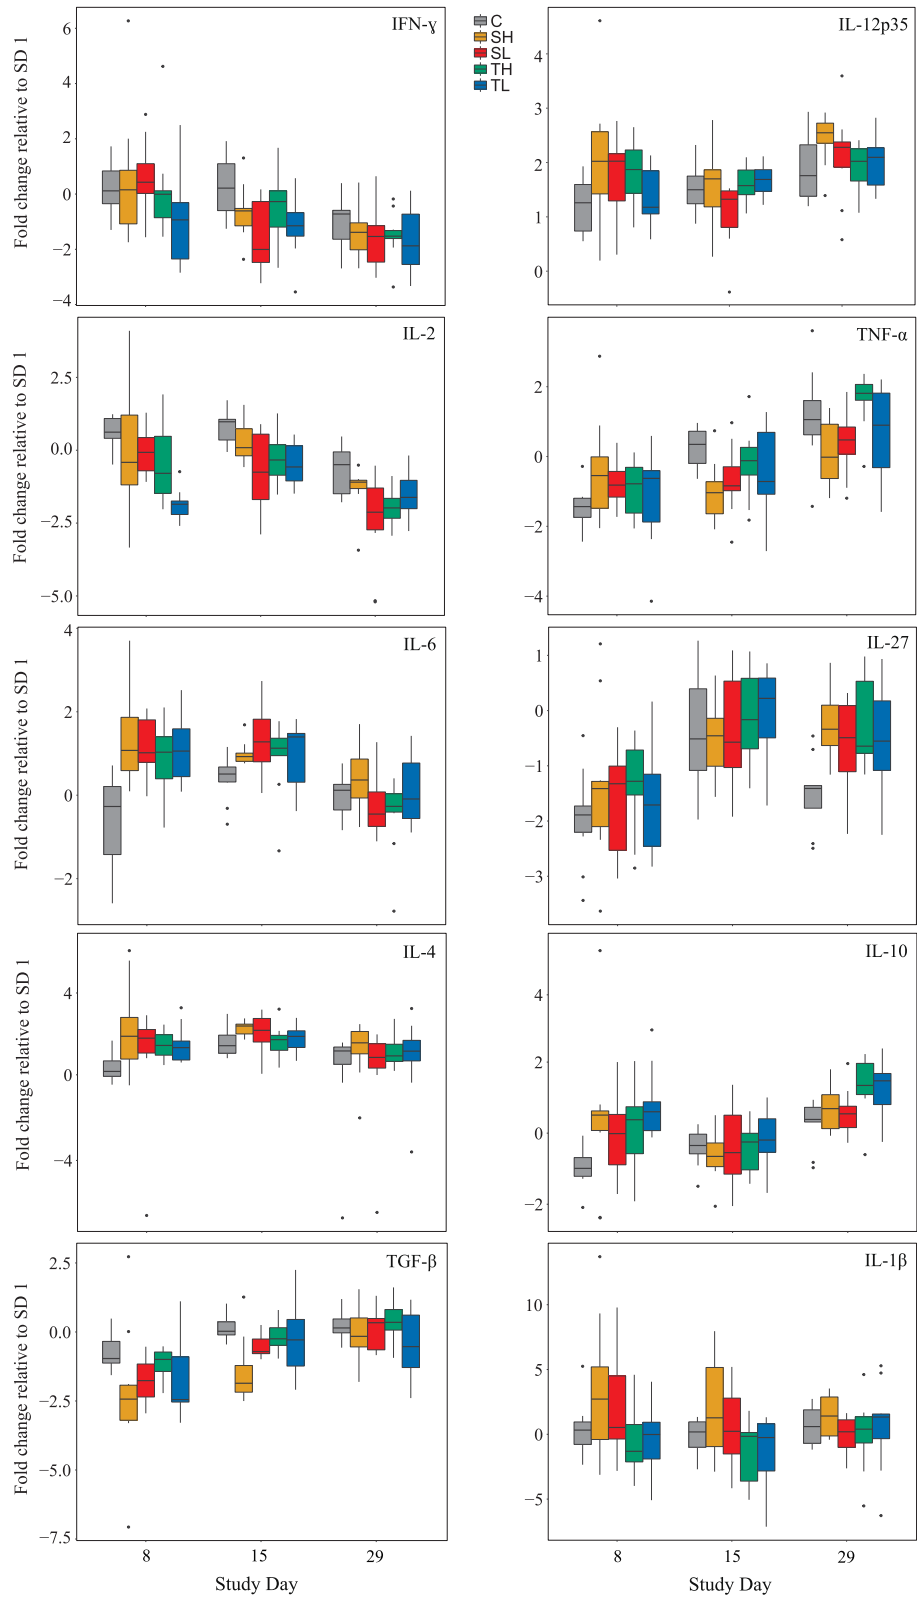 Fold change relative to SD 1
IFN-ɣ
6
4
2
0
−2
−4
C
SH
SL
TH
TL
IL-12p35
4
3
2
1
0
Fold change relative to SD 1
IL-2
2.5
0.0
−2.5
−5.0
TNF-α
2
0
−2
−4
Fold change relative to SD 1
IL-6
4
2
0
−2
IL-27
1
0
−1
−2
−3
Fold change relative to SD 1
IL-4
4
0
−4
IL-10
4
2
0
−2
Fold change relative to SD 1
TGF-β
2.5
0.0
−2.5
−5.0
−7.5
8 15 29
Study Day
IL-1β
10
5
0
−5
8 15 29
Study Day